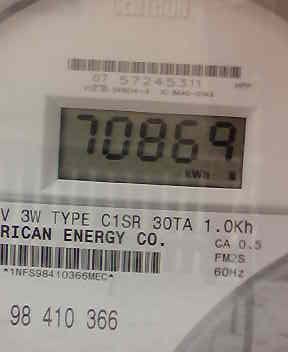 CENTRON
07 57245311
70869
kWh
V 3W TYPE C1SR 30TA 1.0Kh
RICAN ENERGY CO.
CA 0.5
FM2S
60Hz
*1NFS98410366MEC*
98 410 366